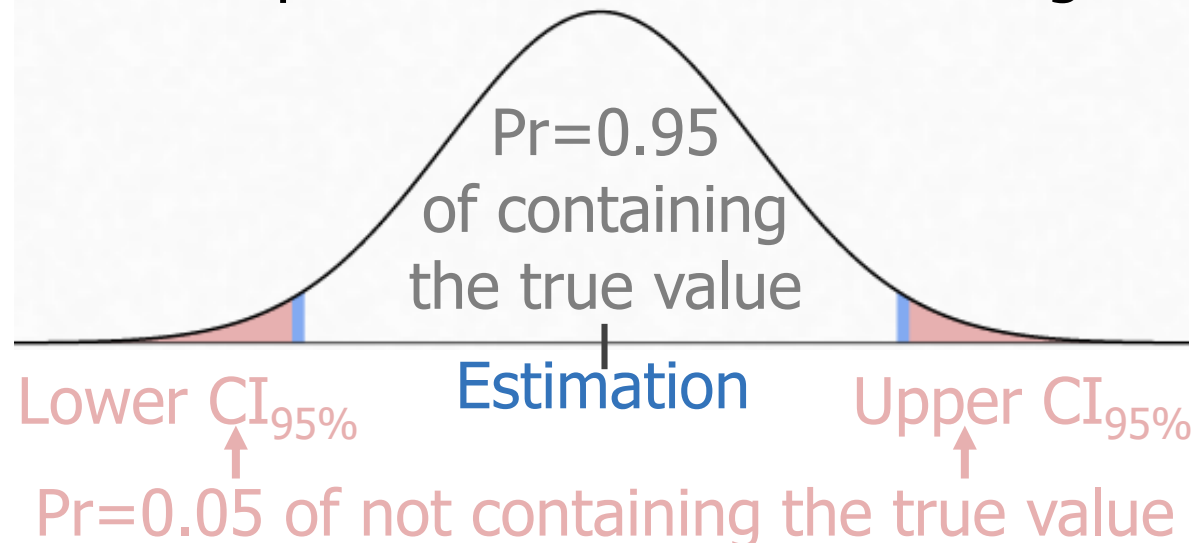 Pr=0.95
of containing
the true value
Estimation
Lower CI95%
Upper CI95%
Pr=0.05 of not containing the true value